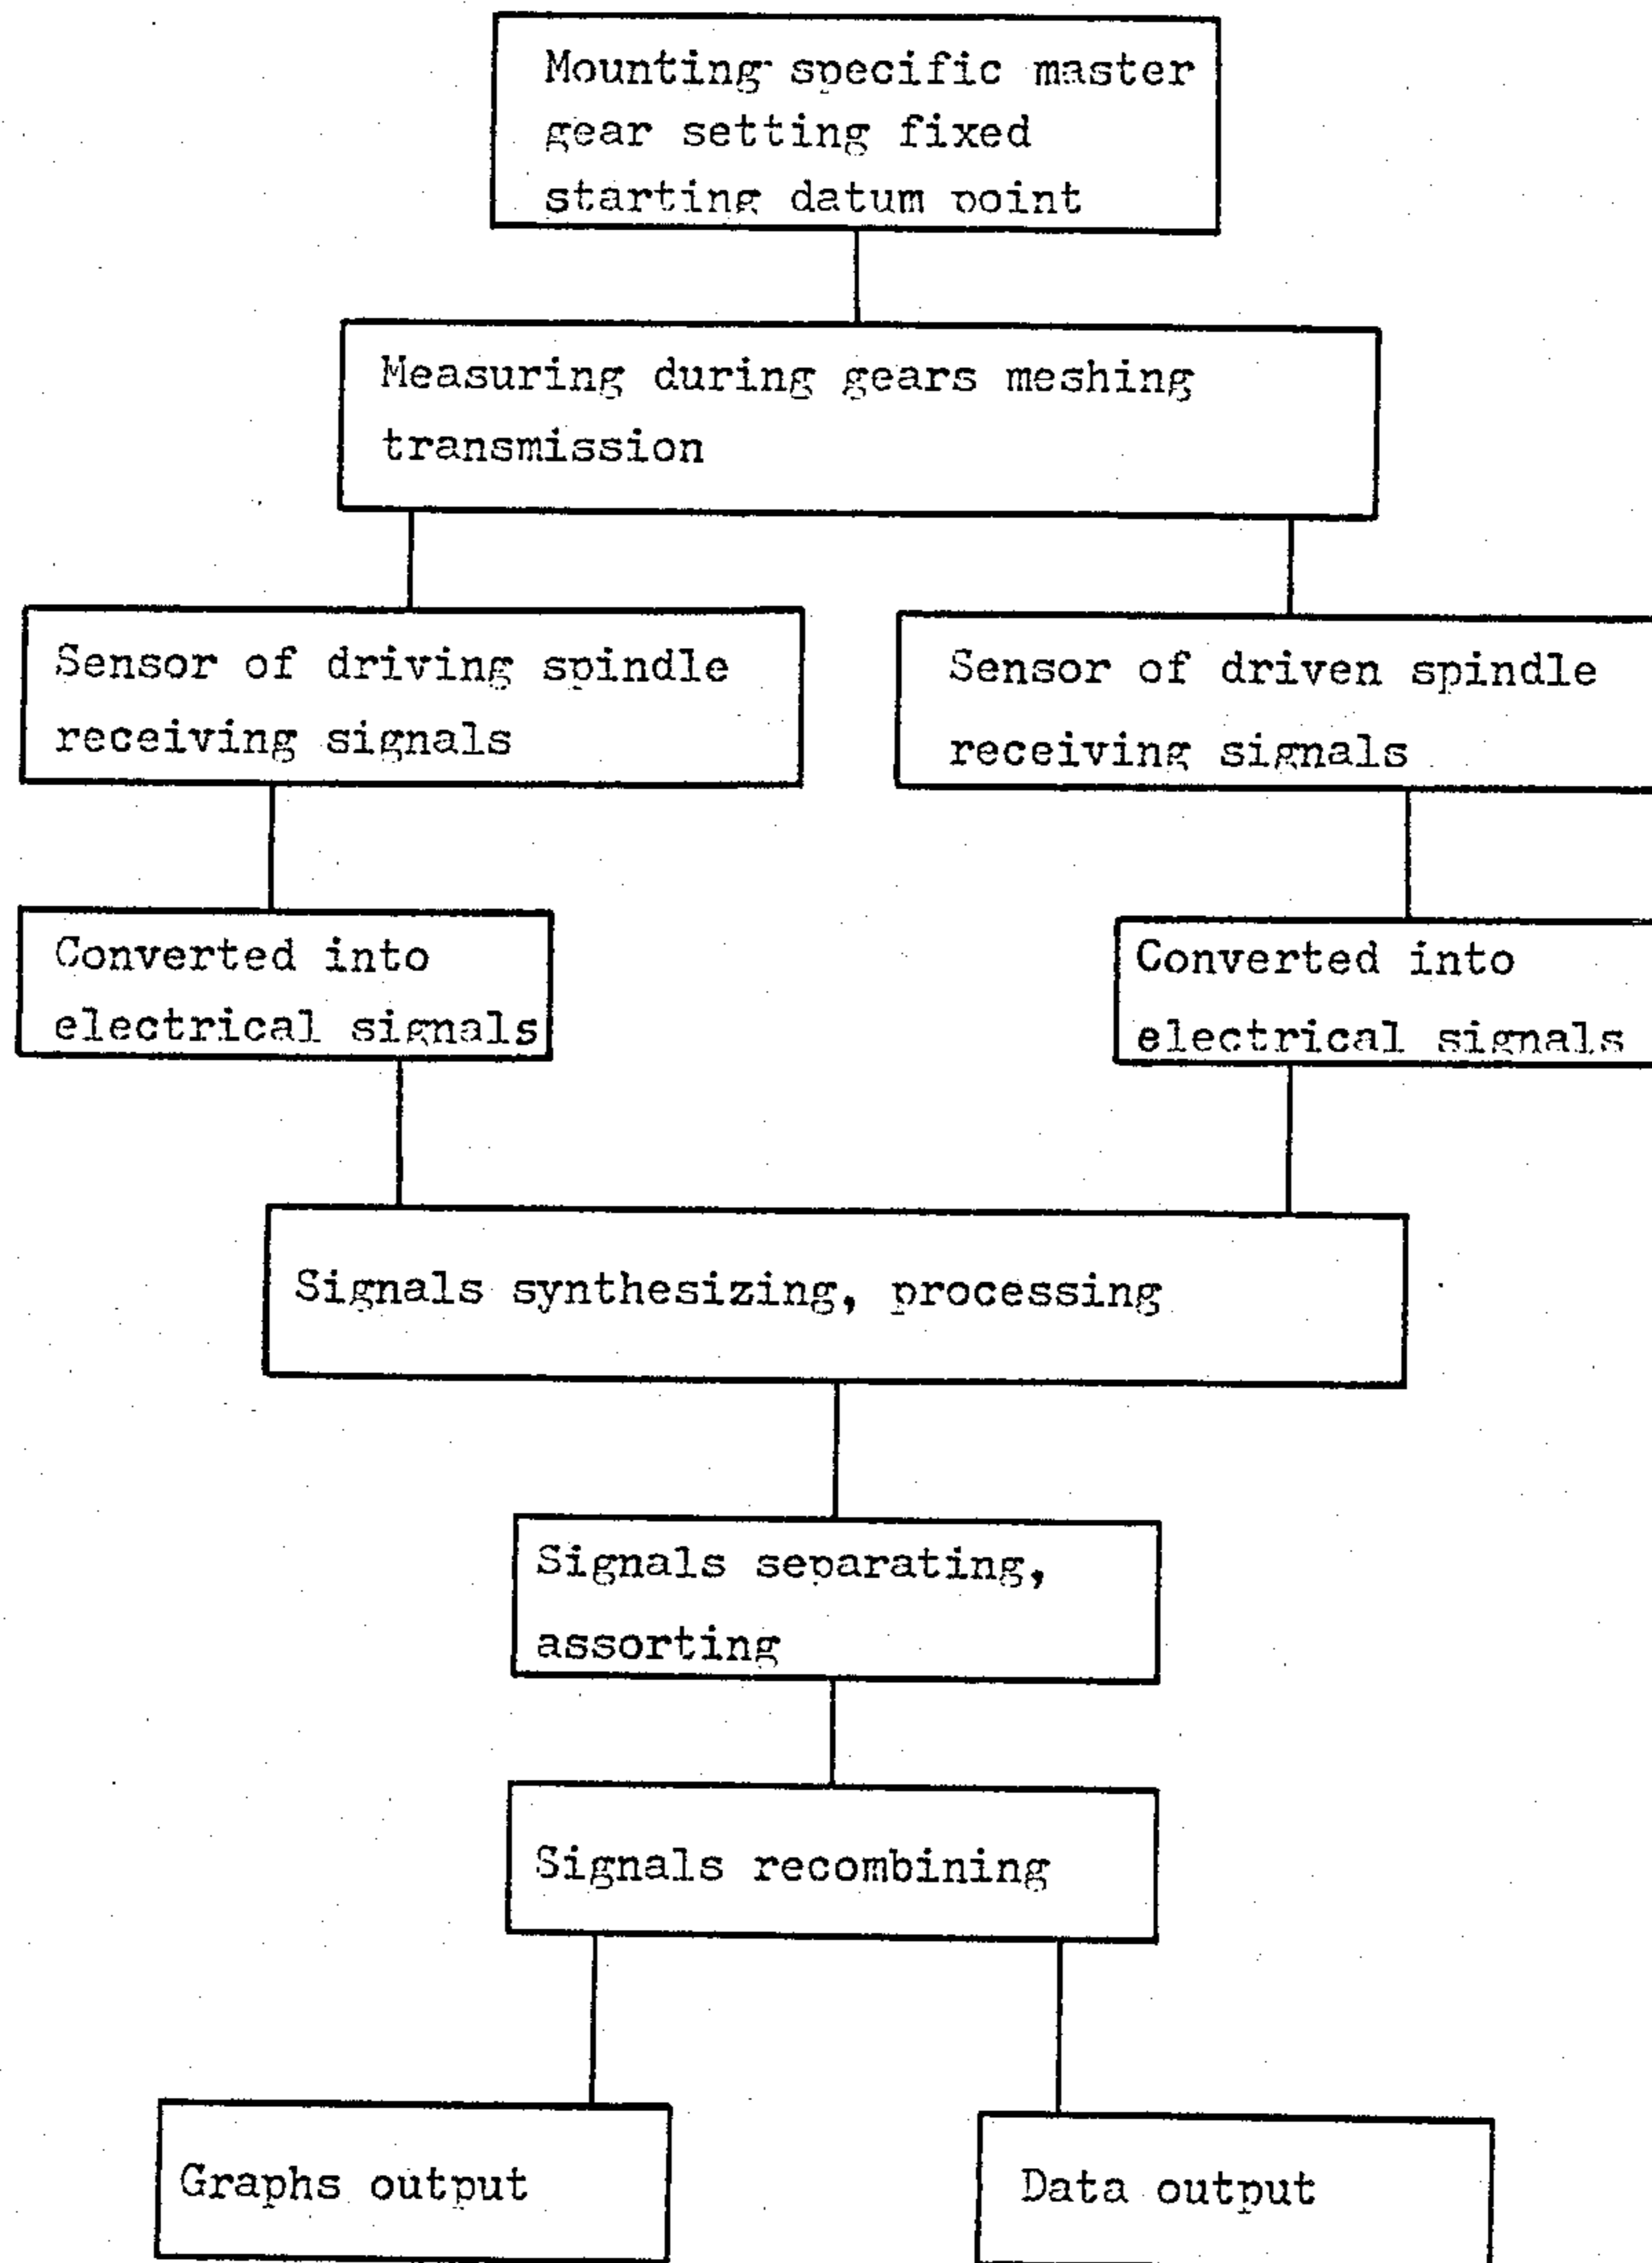 Mounting specific master
gear setting fixed
starting datum point
Measuring during gears meshing
transmission
Sensor of driving spindle
receiving signals
Sensor of driven spindle
receiving signals
Converted into
electrical signals
Converted into
electrical signals
Signals synthesizing, processing
Signals separating,
assorting
Signals recombining
Graphs output
Data output